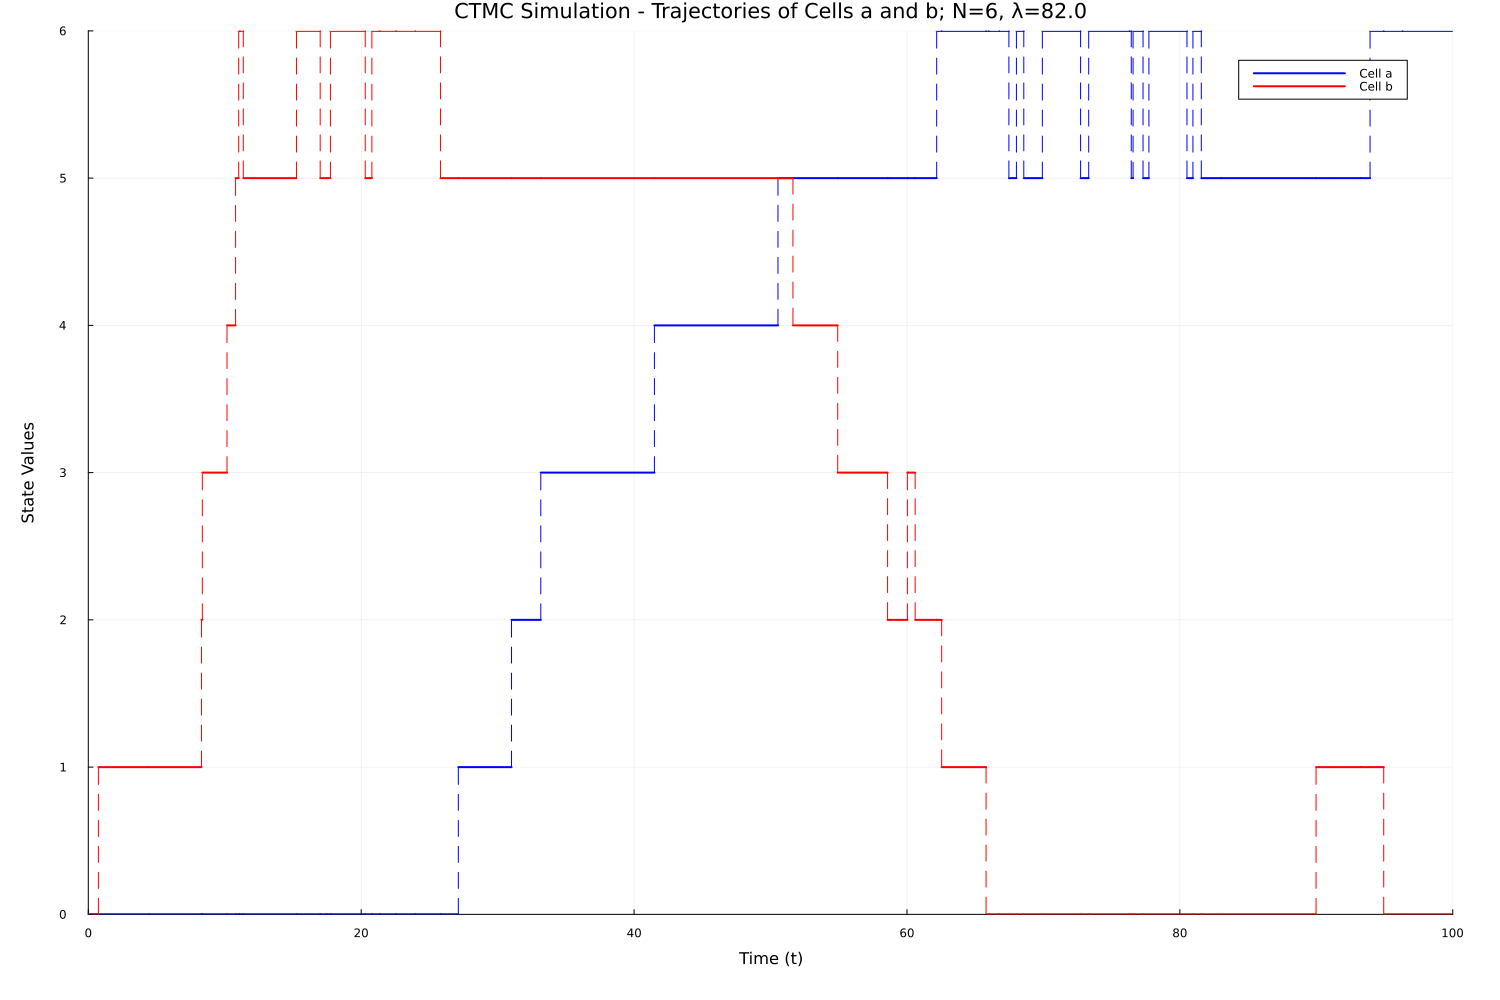 CTMC Simulation - Trajectories of Cells a and b; N=6, λ=82.0
6
Cell a
Cell b
5
4
State Values
3
2
1
0
0 20 40 60 80 100
Time (t)